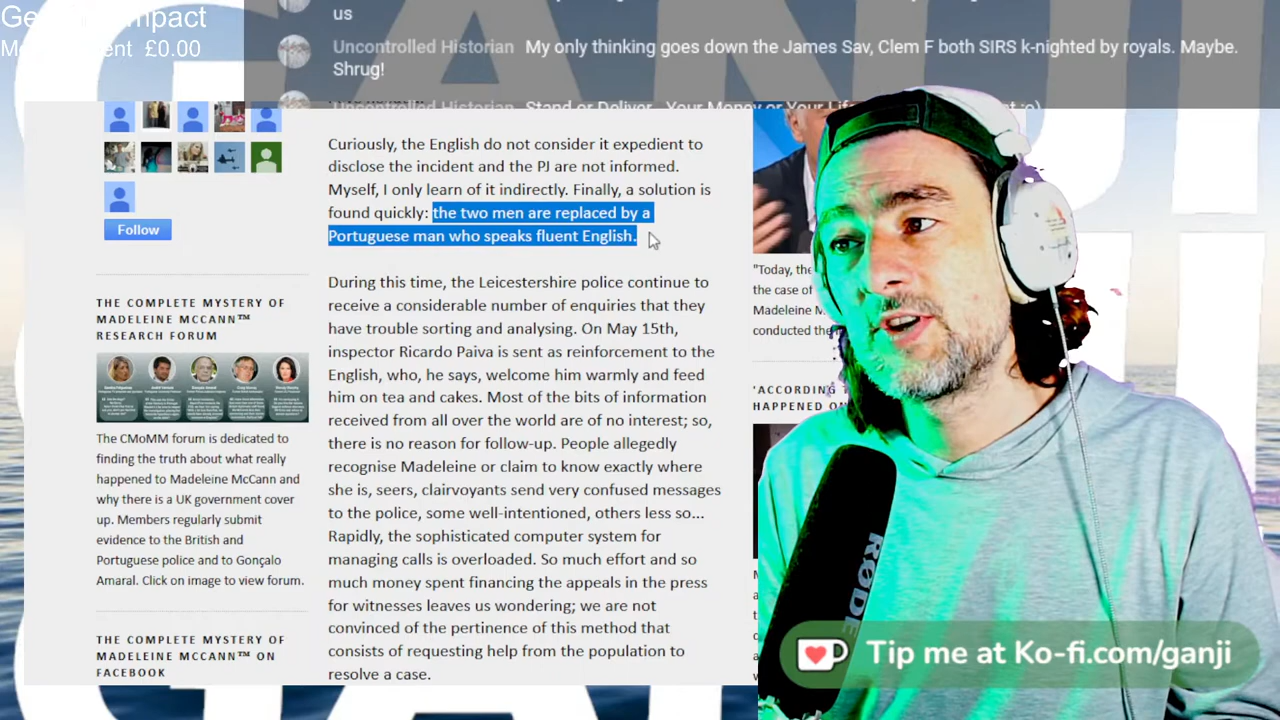 us
Uncontrolled Historian My only thinking goes down the James Sav, Clem F both SIRS k-nighted by royals. Maybe.
Shrug!
£0.00
Curiously, the English do not consider it expedient to
disclose the incident and the PJ are not informed.
Myself, I only learn of it indirectly. Finally, a solution is
found quickly: the two men are replaced by a
Portuguese man who speaks fluent English.
Follow
During this time, the Leicestershire police continue to
receive a considerable number of enquiries that they
have trouble sorting and analysing. On May 15th,
inspector Ricardo Paiva is sent as reinforcement to the
English, who, he says, welcome him warmly and feed
him on tea and cakes. Most of the bits of information
received from all over the world are of no interest; so,
there is no reason for follow-up. People allegedly
recognise Madeleine or claim to know exactly where
she is, seers, clairvoyants send very confused messages
to the police, some well-intentioned, others less so...
Rapidly, the sophisticated computer system for
managing calls is overloaded. So much effort and so
much money spent financing the appeals in the press
for witnesses leaves us wondering; we are not
convinced of the pertinence of this method that
consists of requesting help from the population to
resolve a case.
THE COMPLETE MYSTERY OF
MADELEINE MCCANN™
RESEARCH FORUM
The CMoMM forum is dedicated to
finding the truth about what really
happened to Madeleine McCann and
why there is a UK government cover
up. Members regularly submit
evidence to the British and
Portuguese police and to Gonçalo
Amaral. Click on image to view forum.
THE COMPLETE MYSTERY OF
MADELEINE MCCANN™ ON
FACEBOOK
"Today, the
the case of
Madeleine M
conducted the
'ACCORDING
HAPPENED ON
RØDE
Tip me at Ko-fi.com/ganji